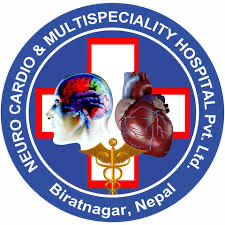 NEURO CARDIO & MULTISPECIALITY HOSPITAL Pvt. Ltd.
Biratnagar, Nepal